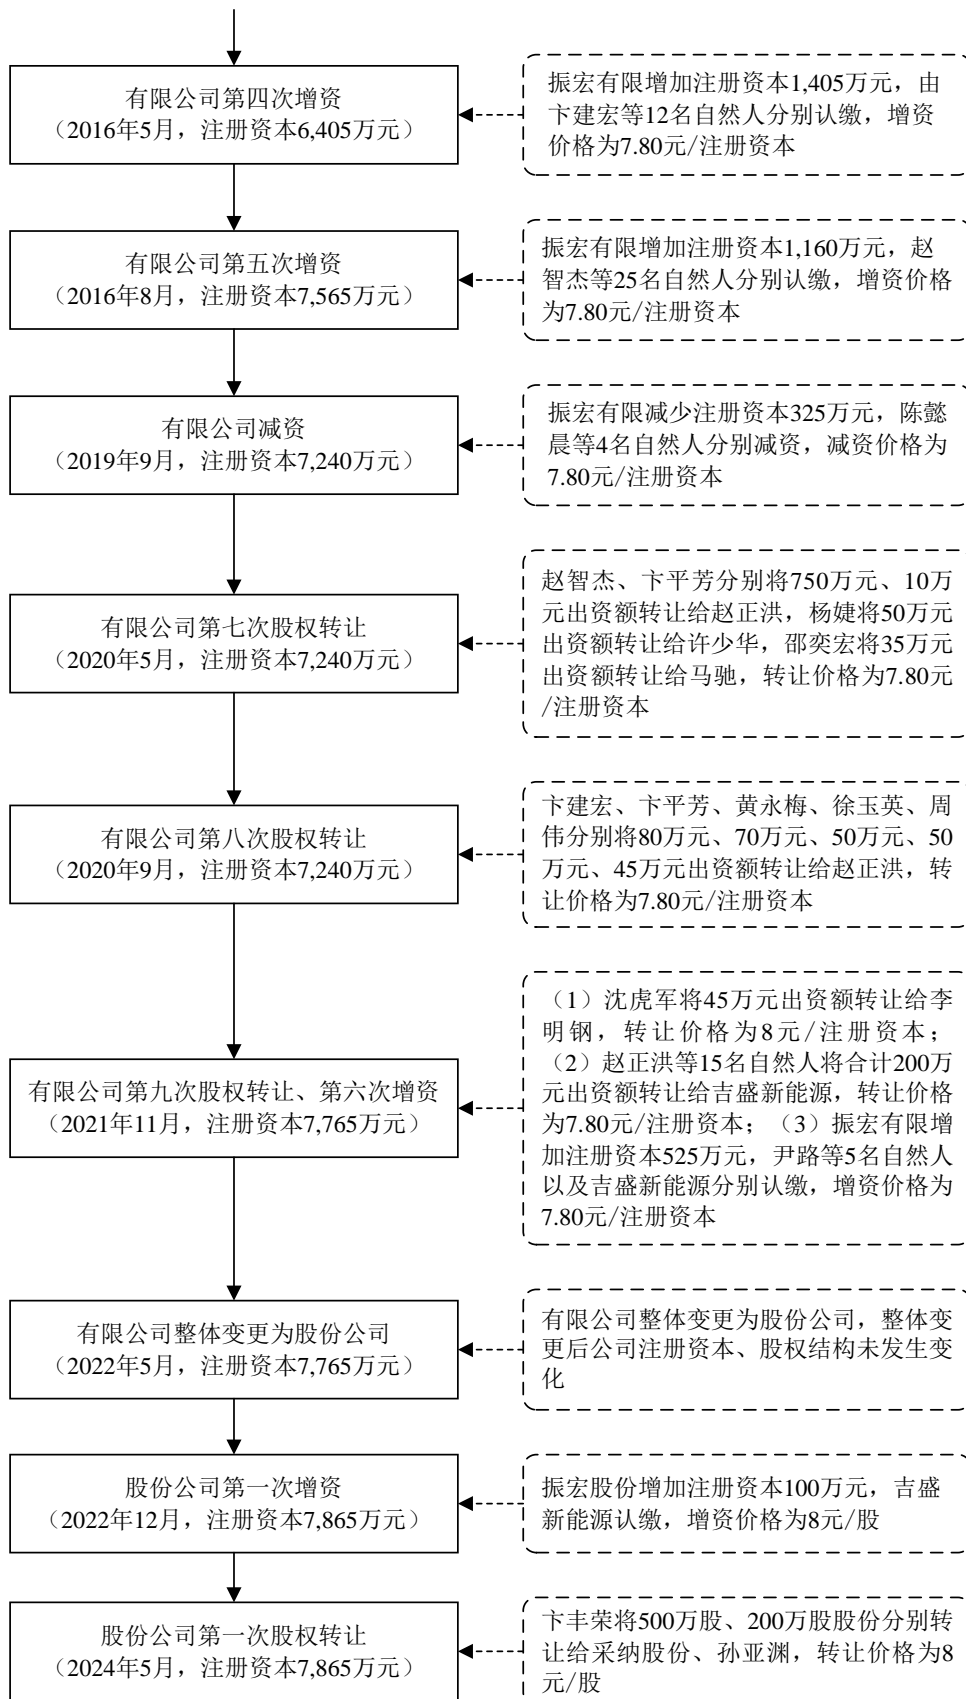 有限公司第四次增资
（2016年5月，注册资本6,405万元）
振宏有限增加注册资本1,405万元，由
卞建宏等12名自然人分别认缴，增资
价格为7.80元/注册资本
有限公司第五次增资
（2016年8月，注册资本7,565万元）
振宏有限增加注册资本1,160万元，赵
智杰等25名自然人分别认缴，增资价格
为7.80元/注册资本
有限公司减资
（2019年9月，注册资本7,240万元）
振宏有限减少注册资本325万元，陈懿
晨等4名自然人分别减资，减资价格为
7.80元/注册资本
有限公司第七次股权转让
（2020年5月，注册资本7,240万元）
赵智杰、卞平芳分别将750万元、10万
元出资额转让给赵正洪，杨婕将50万元
出资额转让给许少华，邵奕宏将35万元
出资额转让给马驰，转让价格为7.80元
/注册资本
有限公司第八次股权转让
（2020年9月，注册资本7,240万元）
卞建宏、卞平芳、黄永梅、徐玉英、周
伟分别将80万元、70万元、50万元、50
万元、45万元出资额转让给赵正洪，转
让价格为7.80元/注册资本
有限公司第九次股权转让、第六次增资
（2021年11月，注册资本7,765万元）
（1）沈虎军将45万元出资额转让给李
明钢，转让价格为8元/注册资本；
（2）赵正洪等15名自然人将合计200万
元出资额转让给吉盛新能源，转让价格
为7.80元/注册资本；（3）振宏有限增
加注册资本525万元，尹路等5名自然人
以及吉盛新能源分别认缴，增资价格为
7.80元/注册资本
有限公司整体变更为股份公司
（2022年5月，注册资本7,765万元）
有限公司整体变更为股份公司，整体变
更后公司注册资本、股权结构未发生变
化
股份公司第一次增资
（2022年12月，注册资本7,865万元）
振宏股份增加注册资本100万元，吉盛
新能源认缴，增资价格为8元/股
股份公司第一次股权转让
（2024年5月，注册资本7,865万元）
卞丰荣将500万股、200万股股份分别转
让给采纳股份、孙亚渊，转让价格为8
元/股